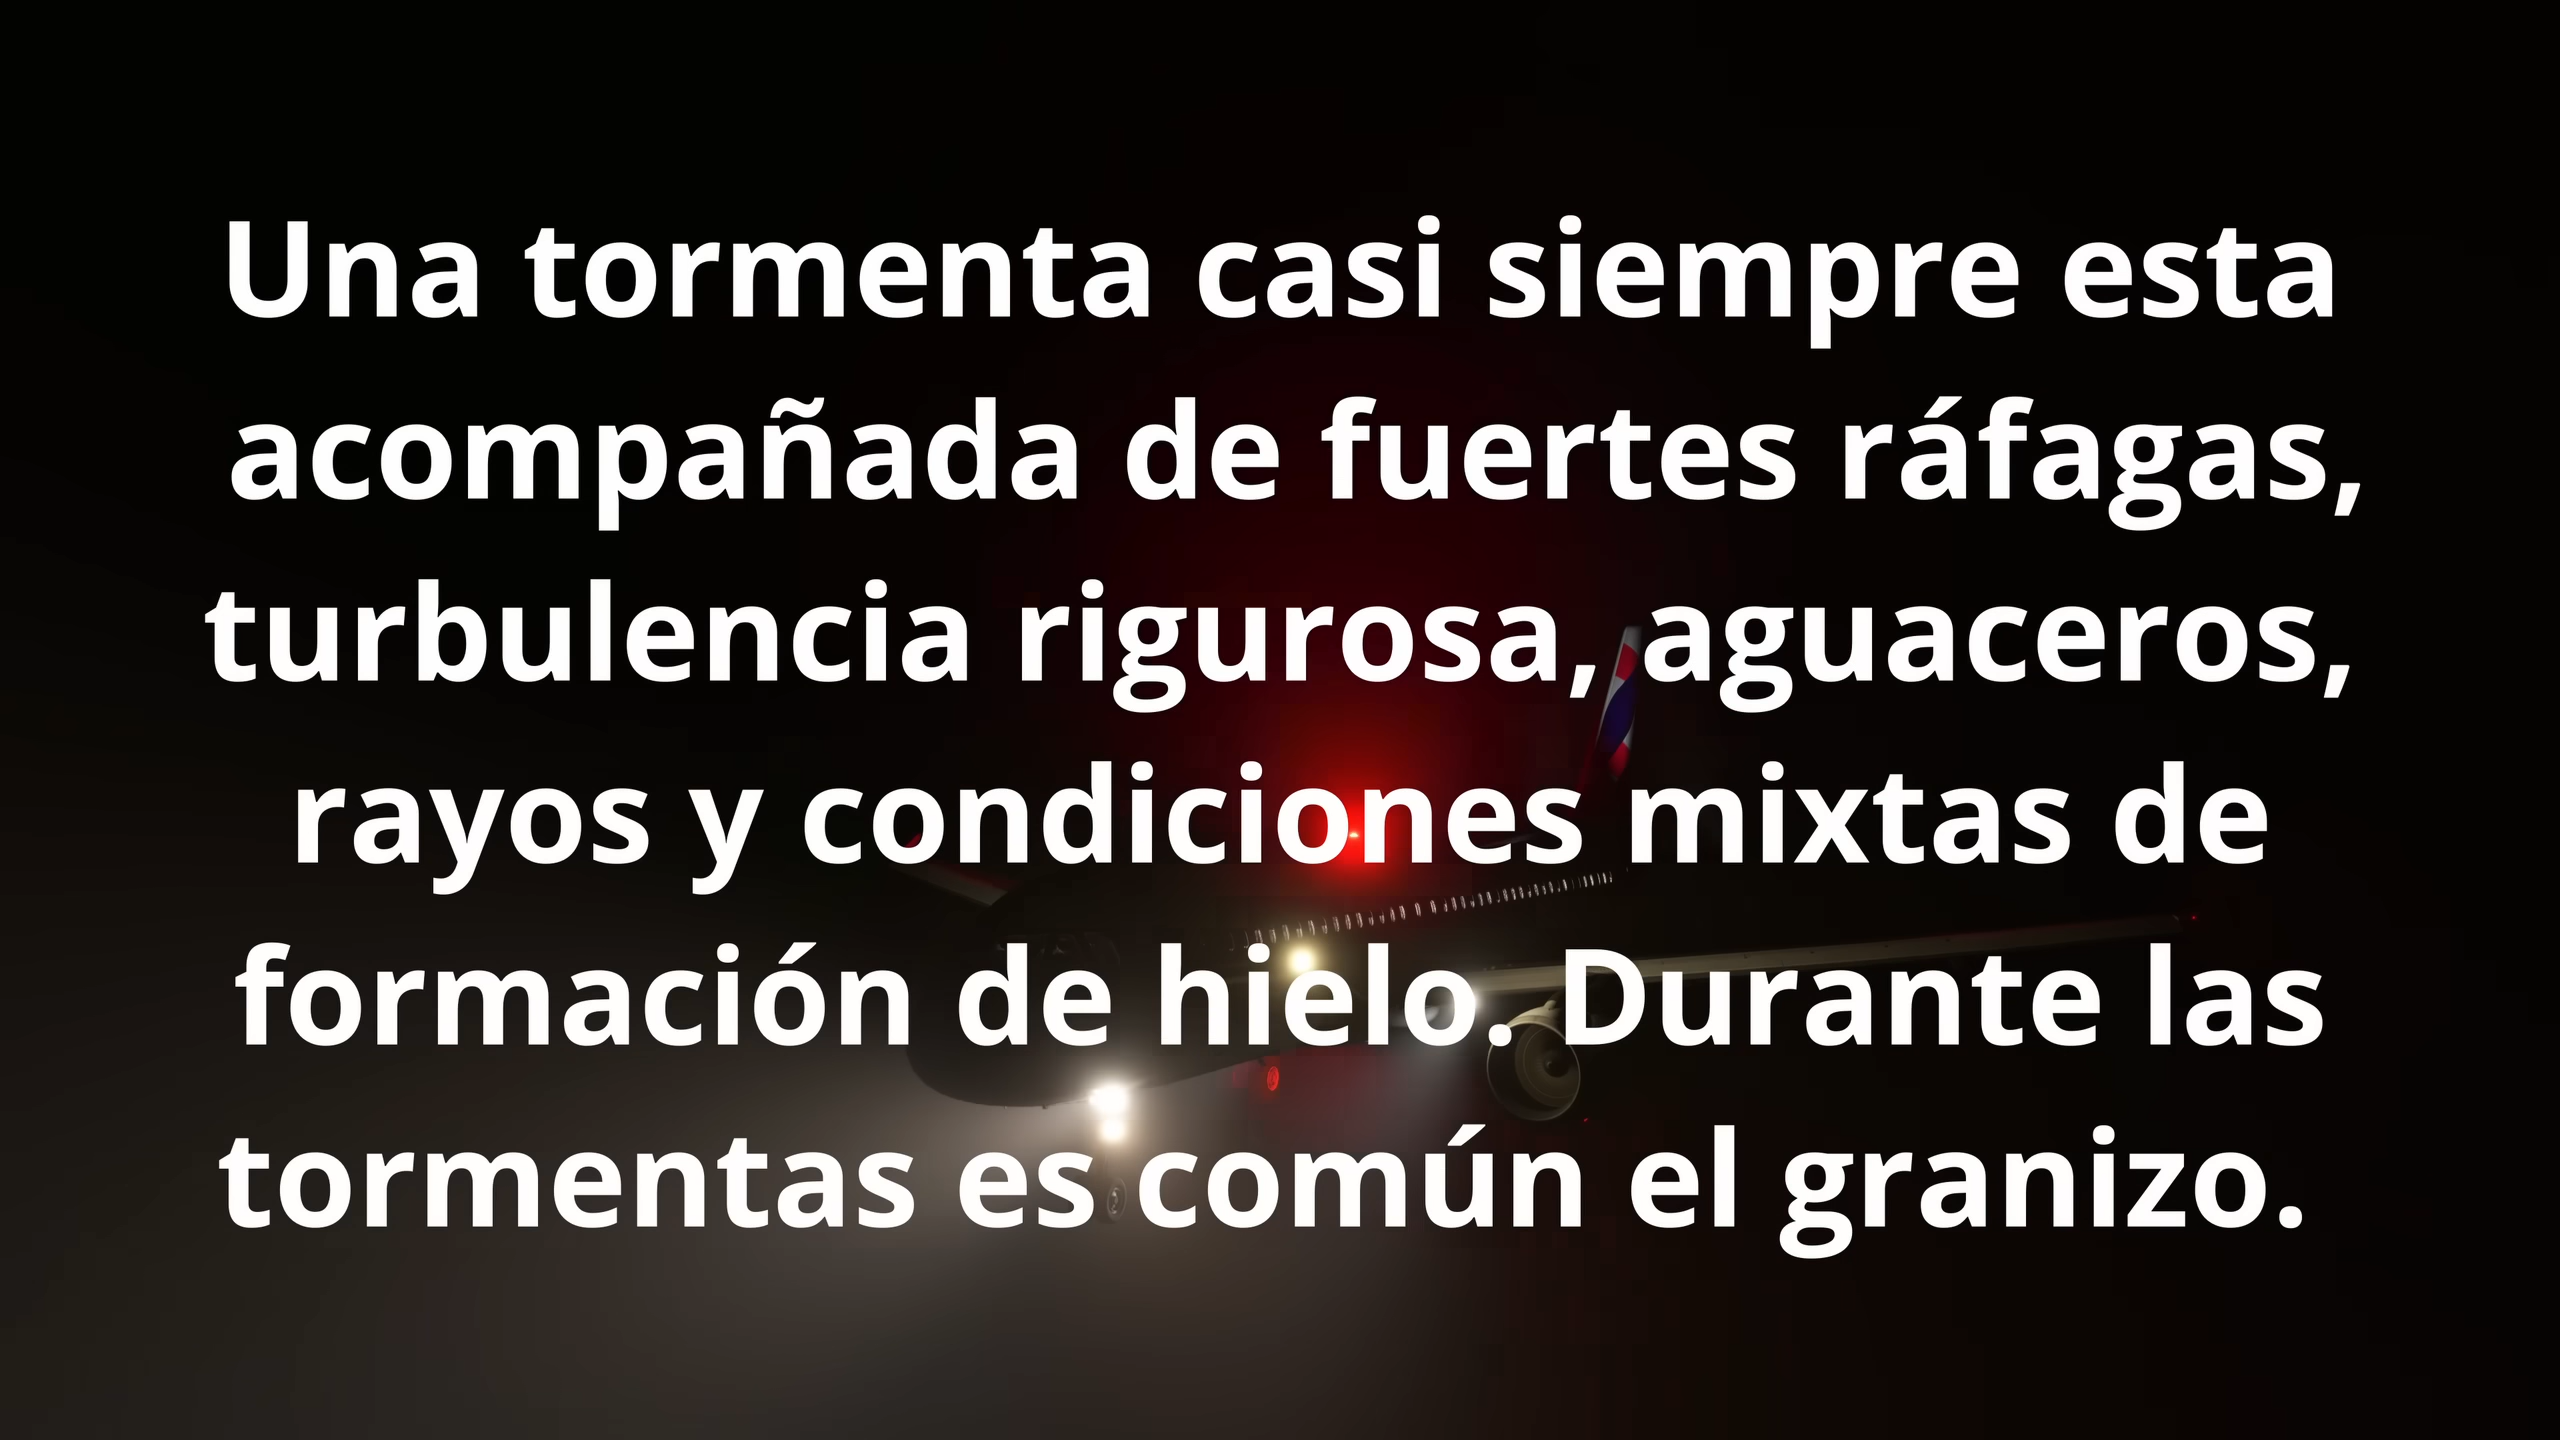 Una tormenta casi siempre esta
acompañada de fuertes ráfagas,
turbulencia rigurosa, aguaceros,
rayos y condiciones mixtas de
formación de hielo. Durante las
tormentas es común el granizo.